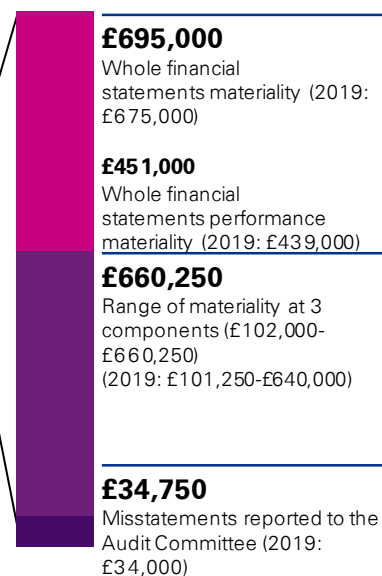 £695,000
Whole financial
statements materiality (2019:
£675,000)
£451,000
Whole financial
statements performance
materiality (2019: £439,000)
£660,250
Range of materiality at 3
components (£102,000-
£660,250)
(2019: £101,250-£640,000)
£34,750
Misstatements reported to the
Audit Committee (2019:
£34,000)